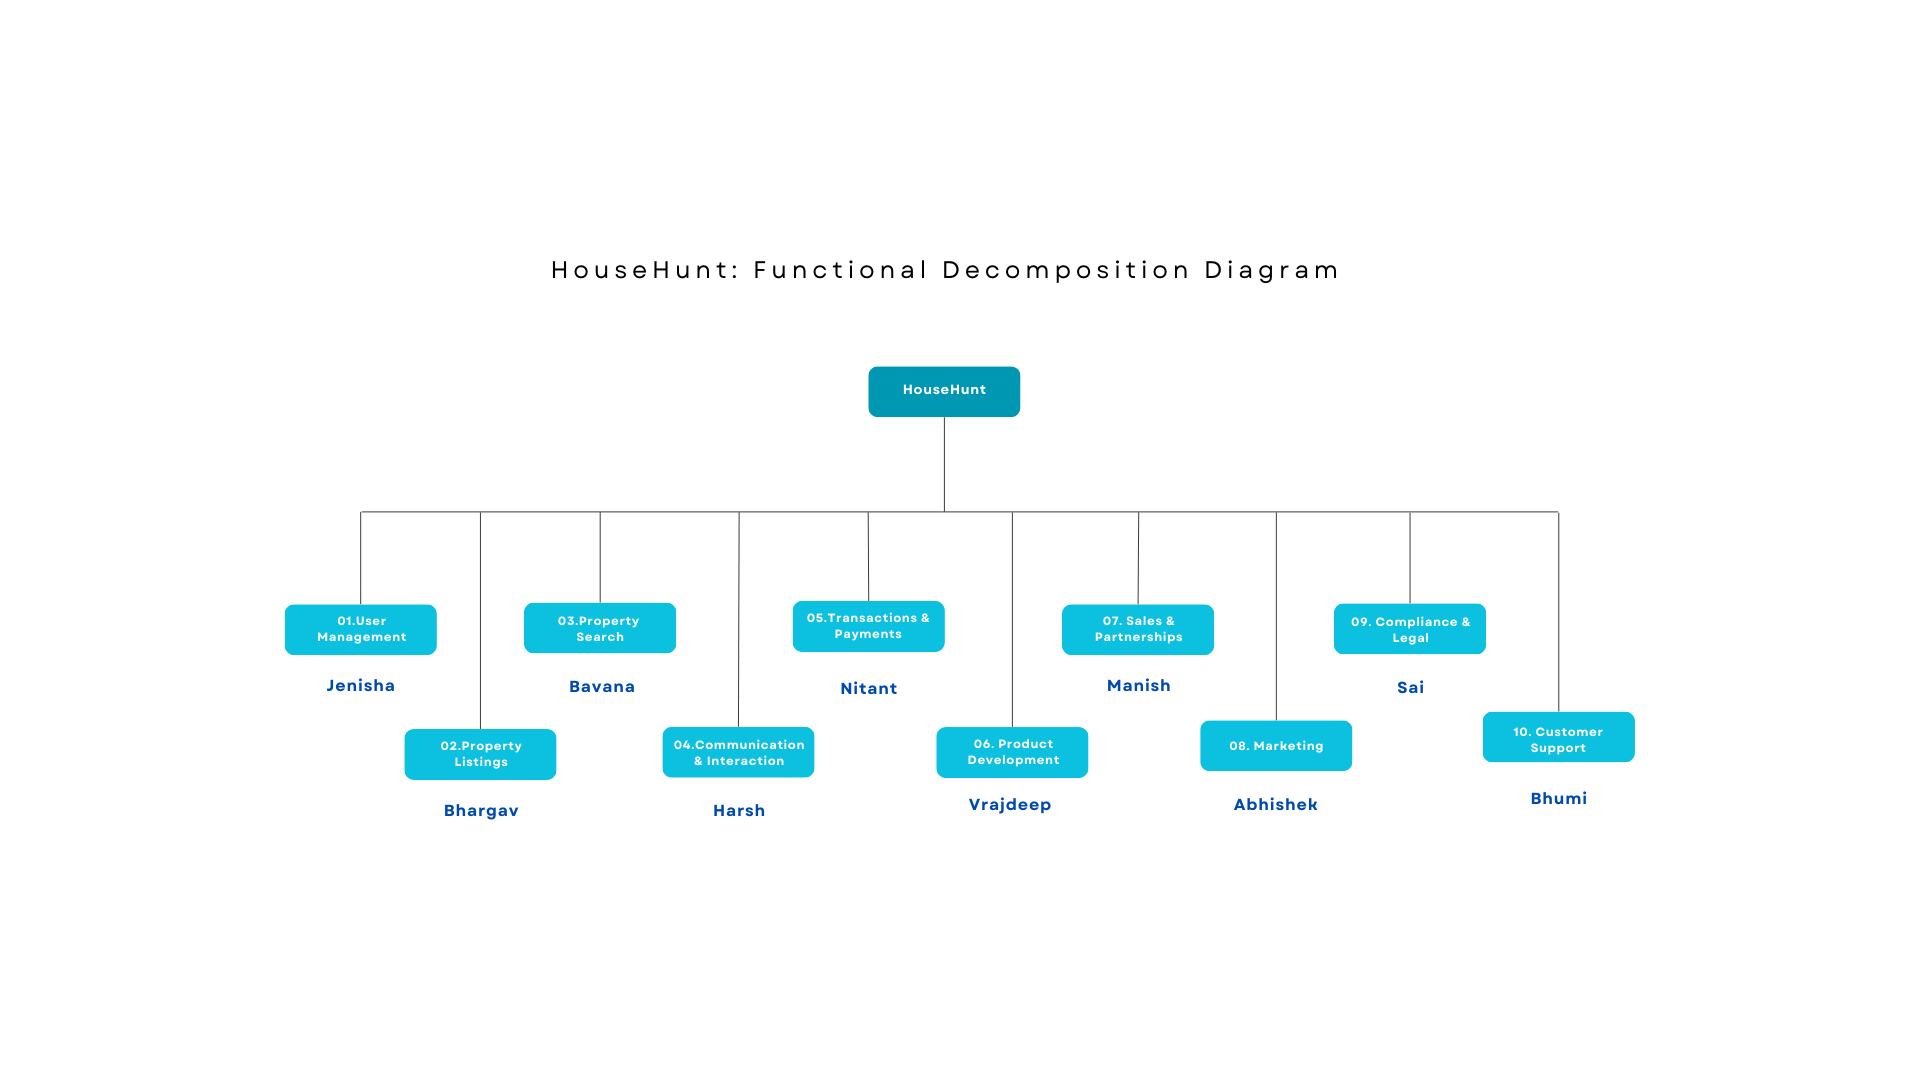 HouseHunt: Functional Decomposition Diagram
HouseHunt
01.User
Management
Jenisha
02.Property
Listings
Bhargav
03.Property
Search
Bavana
04.Communication
& Interaction
Harsh
05.Transactions &
Payments
Nitant
06. Product
Development
Vrajdeep
07. Sales &
Partnerships
Manish
08. Marketing
Abhishek
09. Compliance &
Legal
Sai
10. Customer
Support
Bhumi